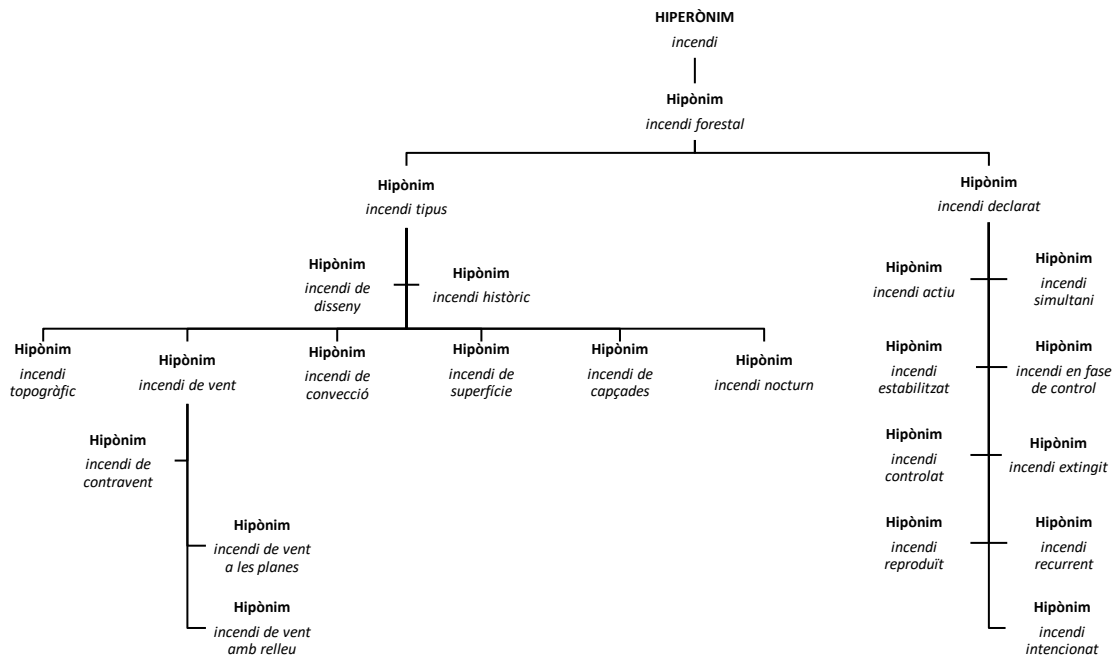 HIPERÒNIM
incendi
Hipònim
incendi forestal
Hipònim
incendi tipus
Hipònim
incendi declarat
Hipònim
incendi de
disseny
Hipònim
incendi històric
Hipònim
incendi actiu
Hipònim
incendi
simultani
Hipònim
incendi
topogràfic
Hipònim
incendi de vent
Hipònim
incendi de
convecció
Hipònim
incendi de
superfície
Hipònim
incendi de
capçades
Hipònim
incendi nocturn
Hipònim
incendi
estabilitzat
Hipònim
incendi en fase
de control
Hipònim
incendi de
contravent
Hipònim
incendi
controlat
Hipònim
incendi extingit
Hipònim
incendi de vent
a les planes
Hipònim
incendi
reproduït
Hipònim
incendi
recurrent
Hipònim
incendi de vent
amb relleu
Hipònim
incendi
intencionat